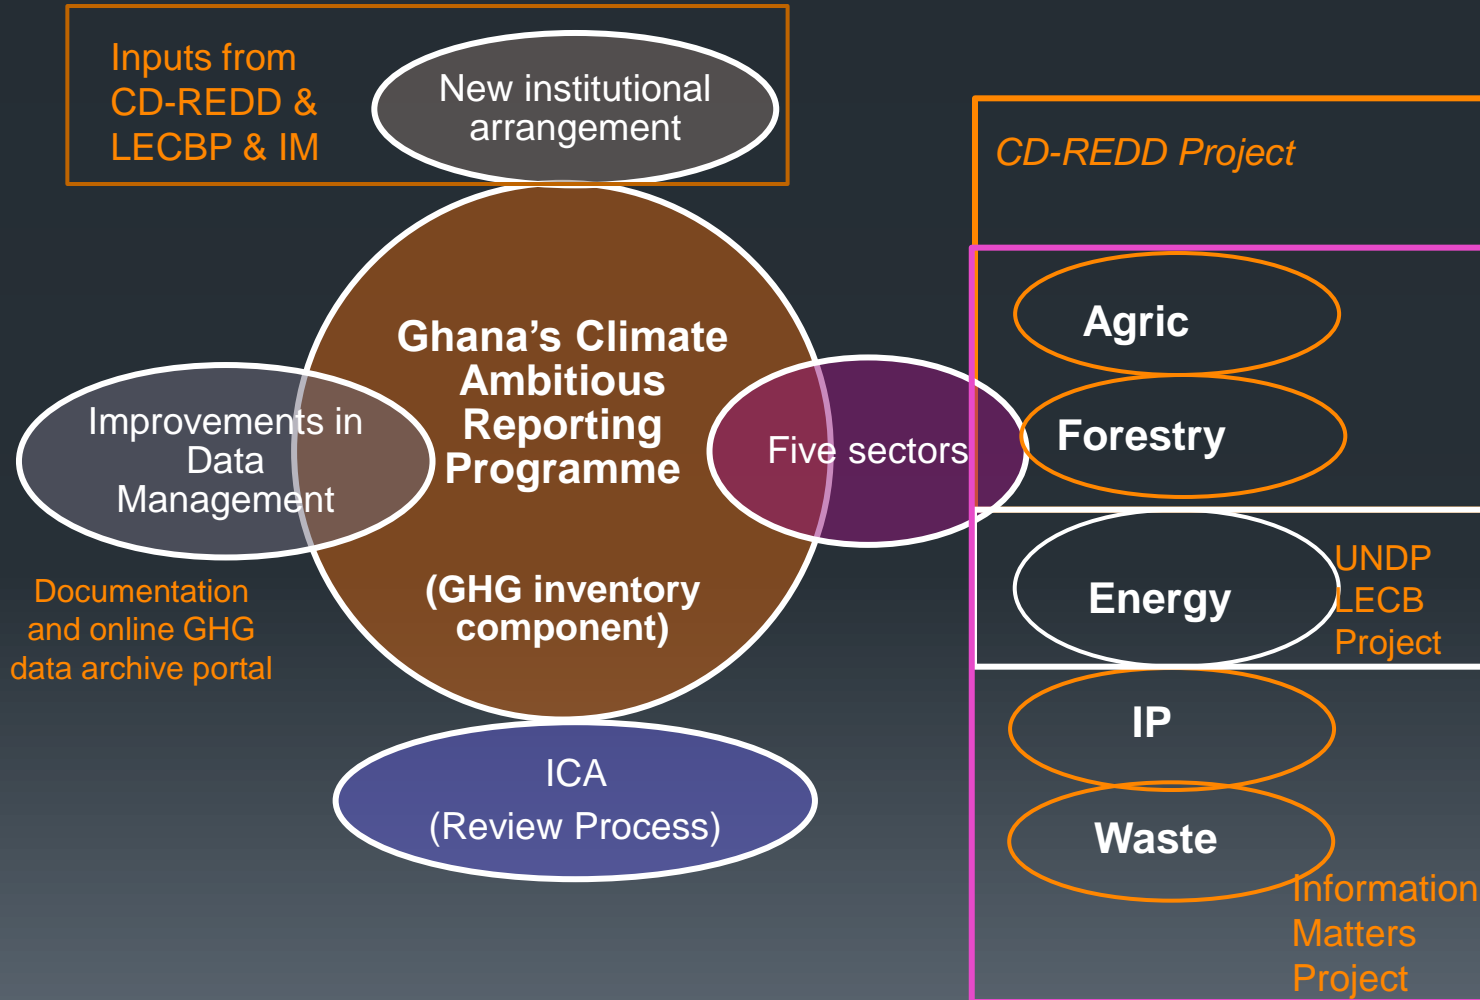 Inputs from
CD-REDD &
LECBP & IM
New institutional
arrangement
CD-REDD Project
Ghana’s Climate
Ambitious
Reporting
Programme
(GHG inventory
component)
Improvements in
Data
Management
Documentation
and online GHG
data archive portal
Five sectors
ICA
(Review Process)
Agric
Forestry
Energy
UNDP
LECB
Project
IP
Waste
Information
Matters
Project